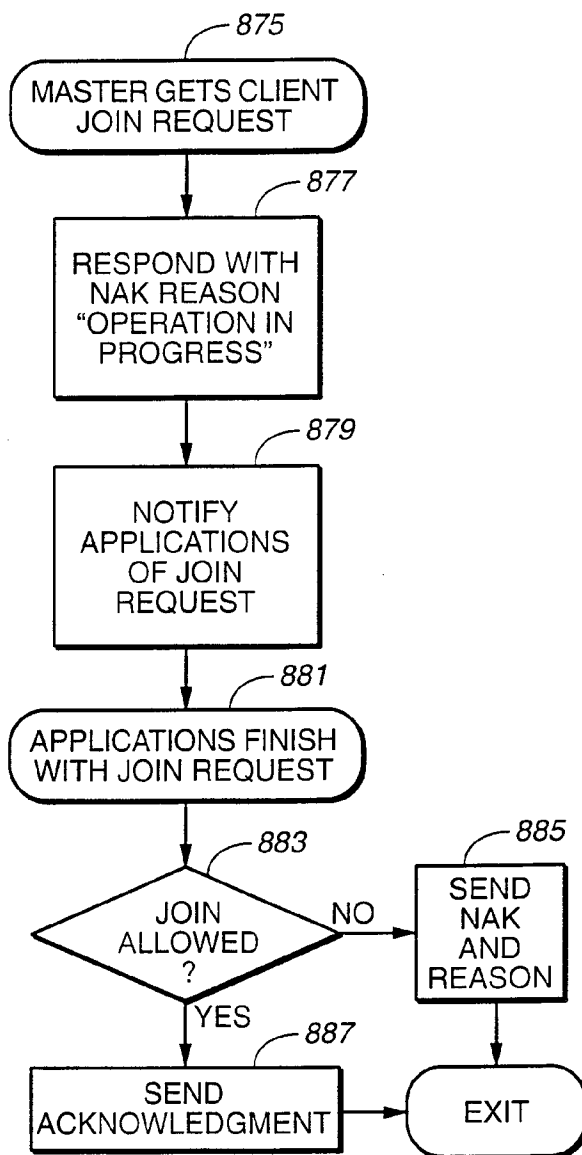 875
MASTER GETS CLIENT
JOIN REQUEST
877
RESPOND WITH
NAK REASON
“OPERATION IN
PROGRESS”
879
NOTIFY
APPLICATIONS
OF JOIN
REQUEST
881
APPLICATIONS FINISH
WITH JOIN REQUEST
883
JOIN
ALLOWED
?
NO
885
SEND
NAK
AND
REASON
YES
887
SEND
ACKNOWLEDGMENT
EXIT